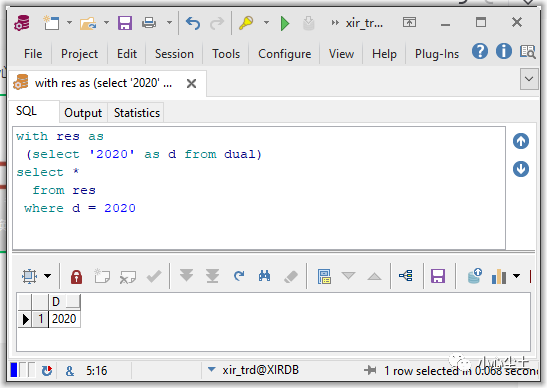 xir_trd...
File Project Edit Session Tools Configure View Help Plug-Ins
with res as (select '2020' ...
SQL Output Statistics
with res as
(select '2020' as d from dual)
select *
from res
where d = 2020
D
1 2020
5:16 xir_trd@XIRDB 1 row selected in 0.068 second